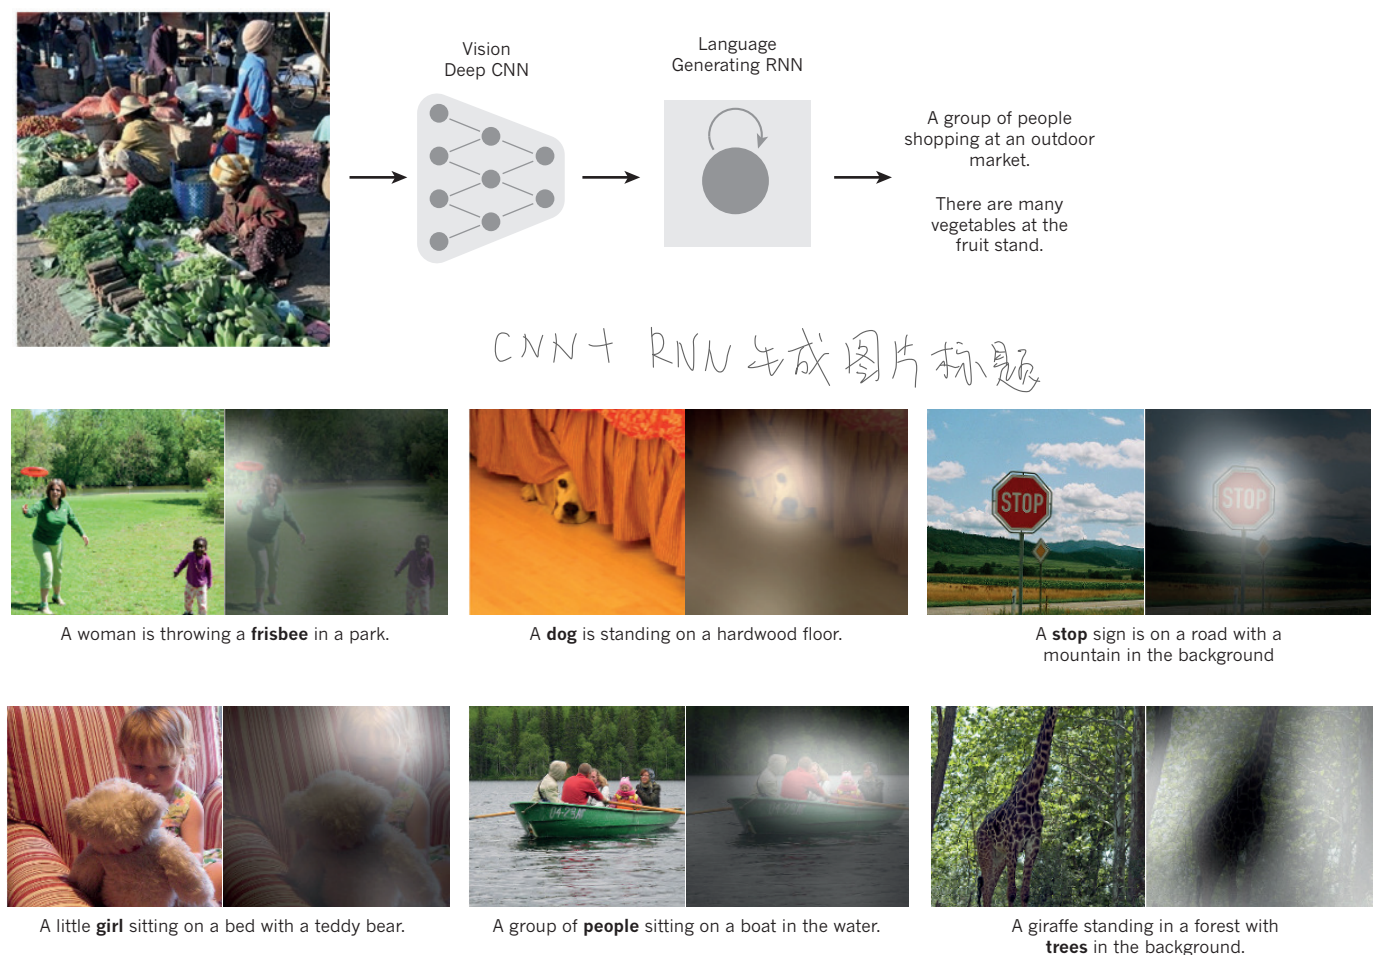 Vision
Deep CNN
Language
Generating RNN
A group of people
shopping at an outdoor
market.
There are many
vegetables at the
fruit stand.
CNN+ RNN 生成图片标题
STOP
STOP
A woman is throwing a frisbee in a park.
A dog is standing on a hardwood floor.
A stop sign is on a road with a
mountain in the background
A little girl sitting on a bed with a teddy bear.
A group of people sitting on a boat in the water.
A giraffe standing in a forest with
trees in the background.